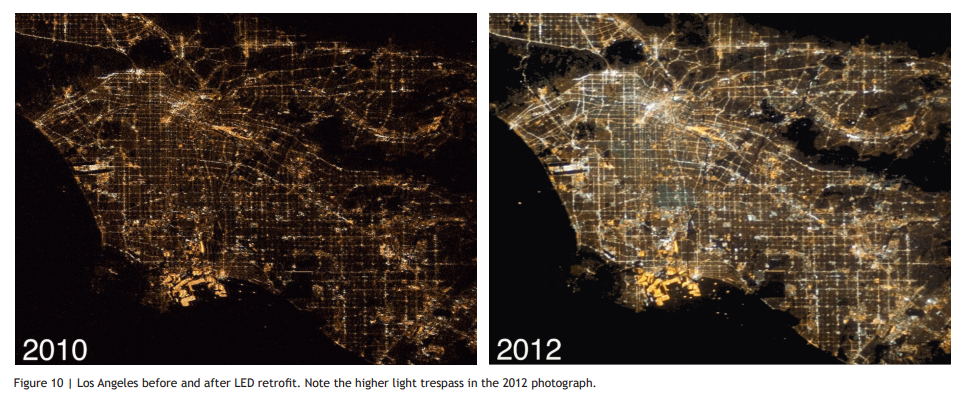 2010
2012
Figure 10 | Los Angeles before and after LED retrofit. Note the higher light trespass in the 2012 photograph.